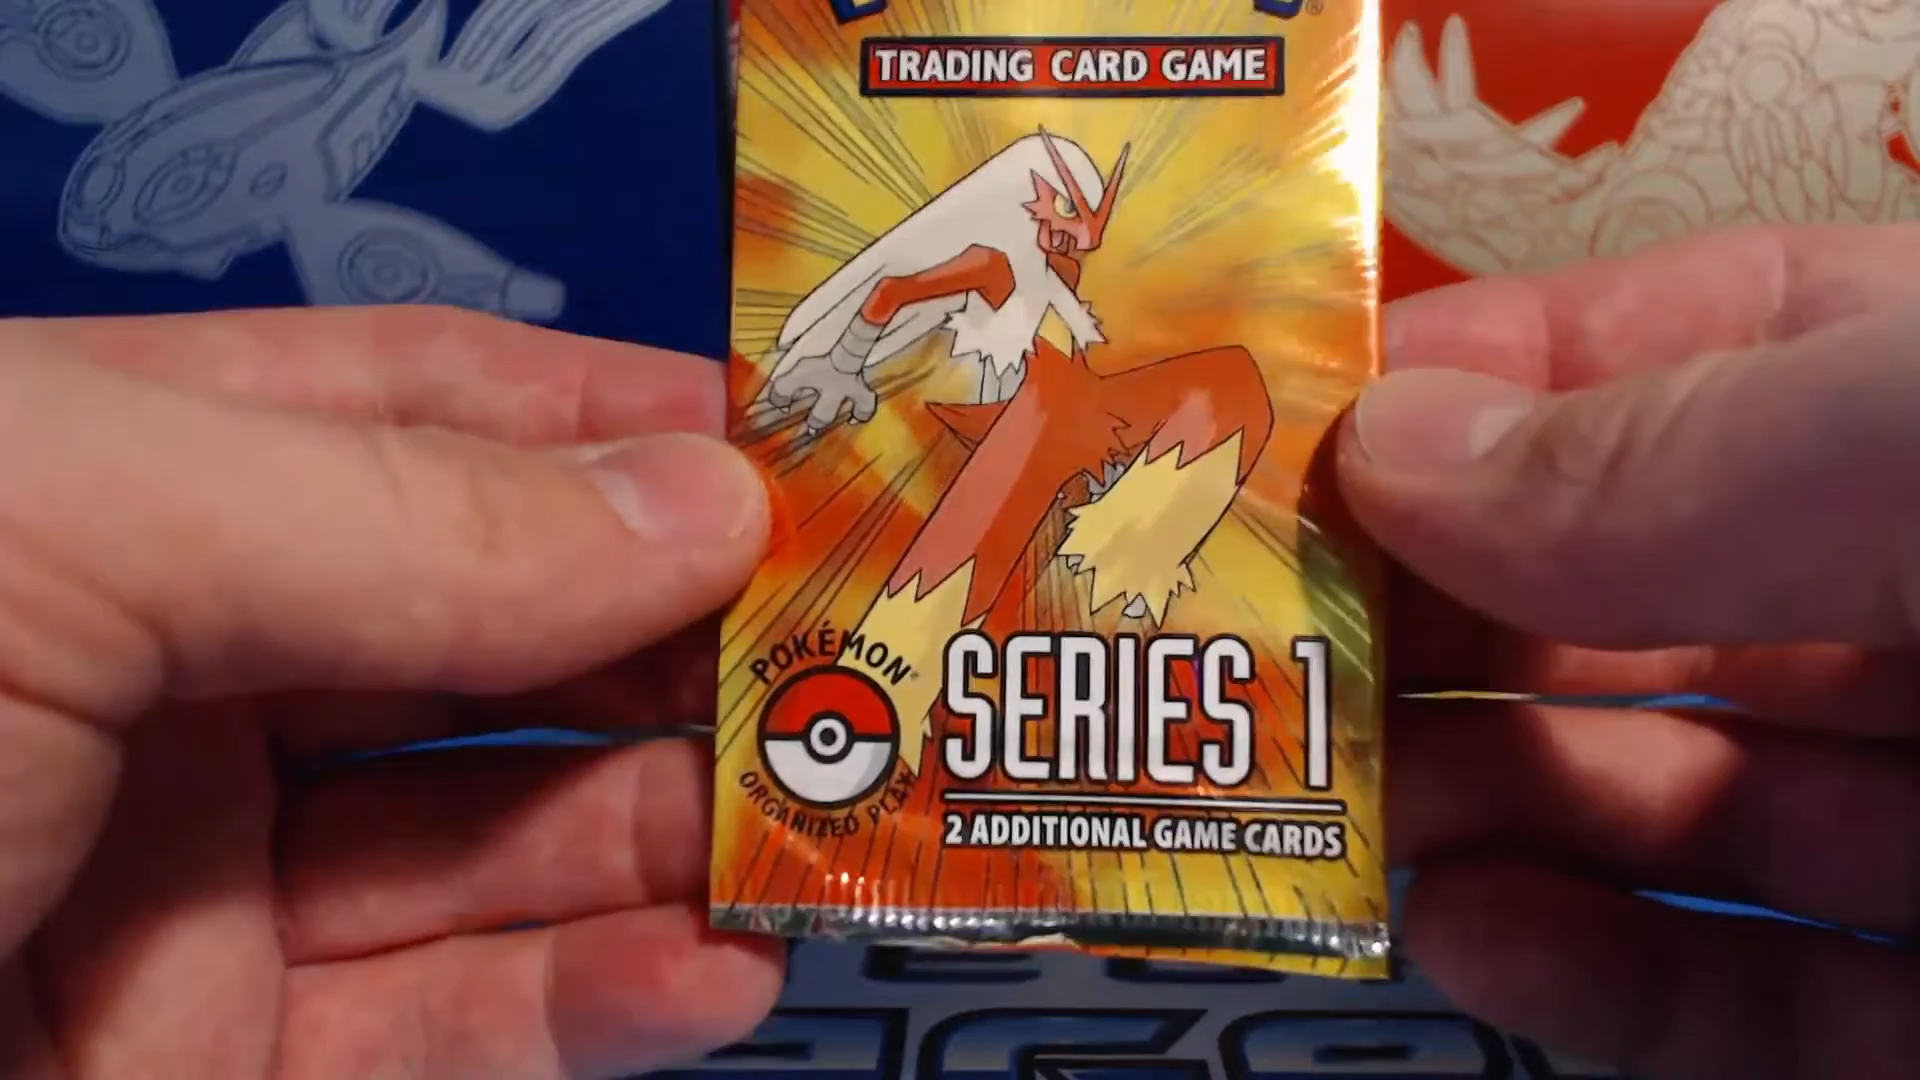 TRADING CARD GAME
POKÉMON
ORGANIZED PLAY
SERIES 1
2 ADDITIONAL GAME CARDS